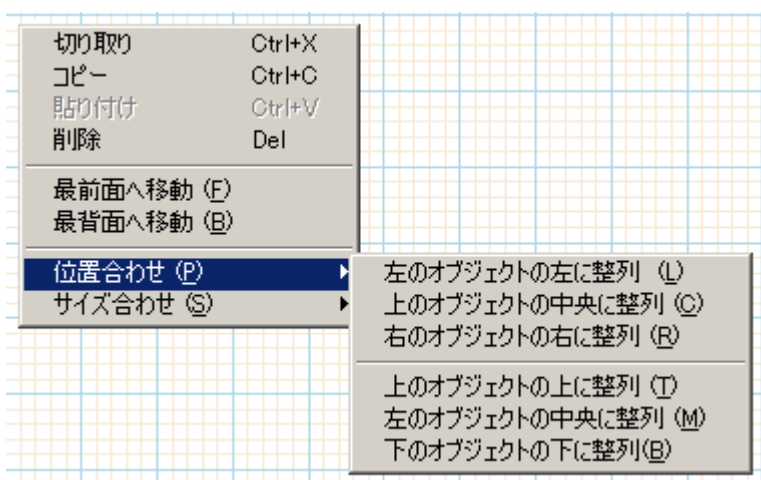 切り取り Ctrl+X
コピー Ctrl+C
貼り付け Ctrl+V
削除 Del
最前面へ移動 (F)
最背面へ移動 (B)
位置合わせ (P)
サイズ合わせ (S)
左のオブジェクトの左に整列 (L)
上のオブジェクトの中央に整列 (C)
右のオブジェクトの右に整列 (R)
上のオブジェクトの上に整列 (T)
左のオブジェクトの中央に整列 (M)
下のオブジェクトの下に整列(B)